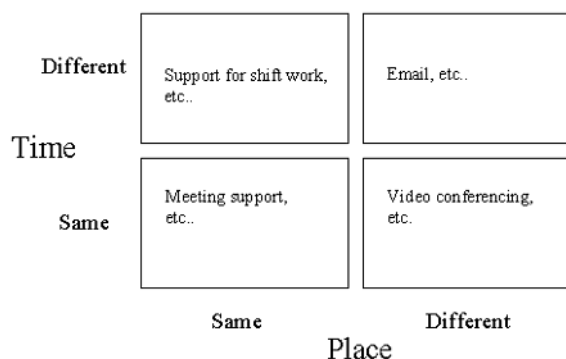 Different
Support for shift work,
etc..
Email, etc..
Time
Same
Meeting support,
etc..
Video conferencing,
etc.
Same
Different
Place